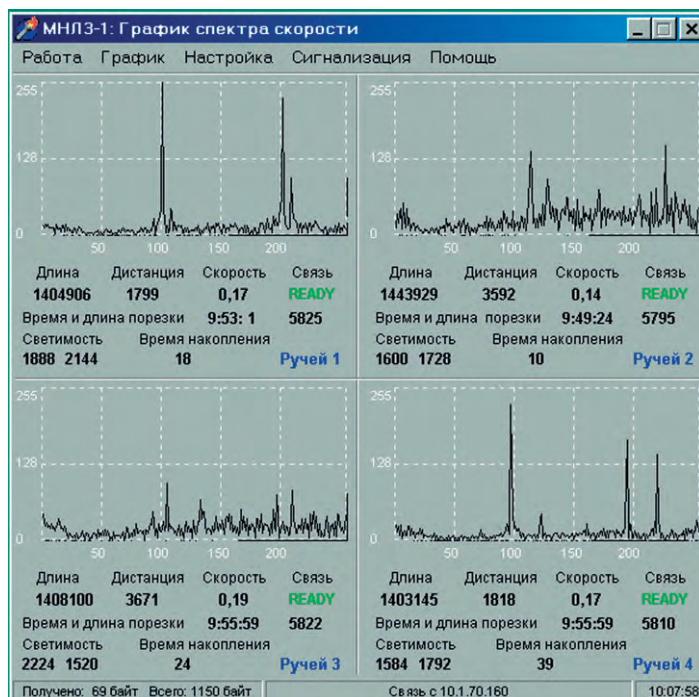 МНЛЗ-1: График спектра скорости
Работа График Настройка Сигнализация Помощь
255
128
0
50 100 150 200
Длина Дистанция Скорость Связь
1404906 1799 0,17 READY
Время и длина порезки 9:53: 1 5825
Светимость Время накопления
1888 2144 18 Ручей 1
255
128
0
50 100 150 200
Длина Дистанция Скорость Связь
1443929 3592 0,14 READY
Время и длина порезки 9:49:24 5795
Светимость Время накопления
1600 1728 10 Ручей 2
255
128
0
50 100 150 200
Длина Дистанция Скорость Связь
1408100 3671 0,19 READY
Время и длина порезки 9:55:59 5822
Светимость Время накопления
2224 1520 24 Ручей 3
255
128
0
50 100 150 200
Длина Дистанция Скорость Связь
1403145 1818 0,17 READY
Время и длина порезки 9:55:59 5810
Светимость Время накопления
1584 1792 39 Ручей 4
Получено: 69 байт Всего: 1150 байт Связь с 10.1.70.160 10:07:58